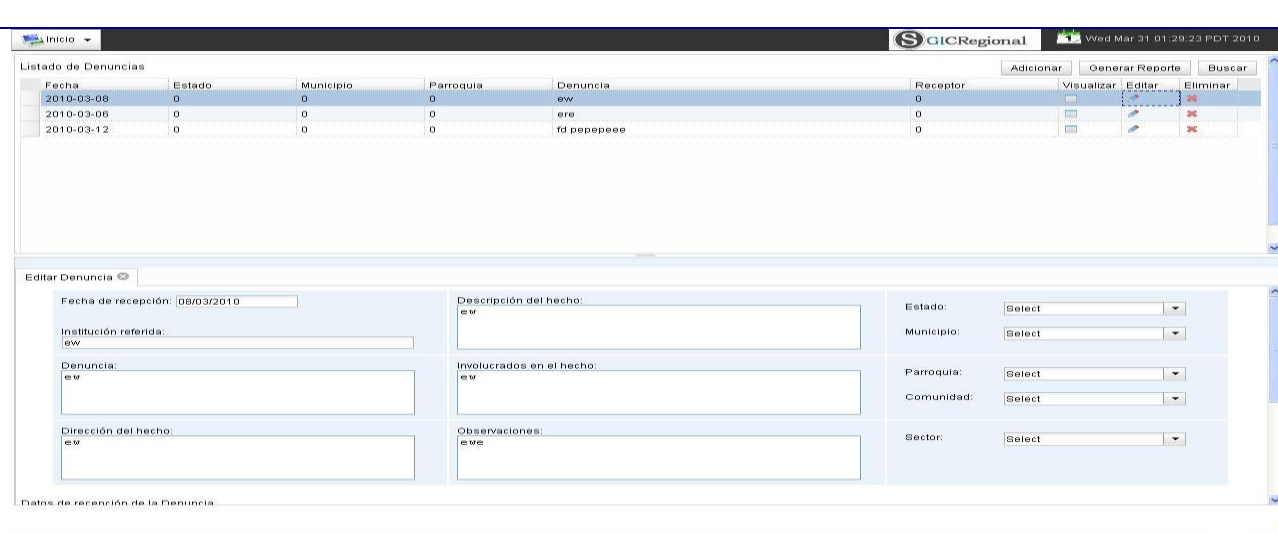 Inicio
SGICRegional
1
Wed Mar 31 01:29:23 PDT 2010
Listado de Denuncias
Adicionar Generar Reporte Buscar
Fecha Estado Municipio Parroquia Denuncia Receptor Visualizar Editar Eliminar
2010-03-08 0 0 0 ew 0
2010-03-06 0 0 0 ere 0
2010-03-12 0 0 0 fd pepepeee 0
Editar Denuncia
Fecha de recepción: 08/03/2010
Institución referida:
ew
Denuncia:
ew
Dirección del hecho:
ew
Descripción del hecho:
ew
Involucrados en el hecho:
ew
Observaciones:
ewe
Estado: Select
Municipio: Select
Parroquia: Select
Comunidad: Select
Sector: Select
Datos de recepción de la Denuncia